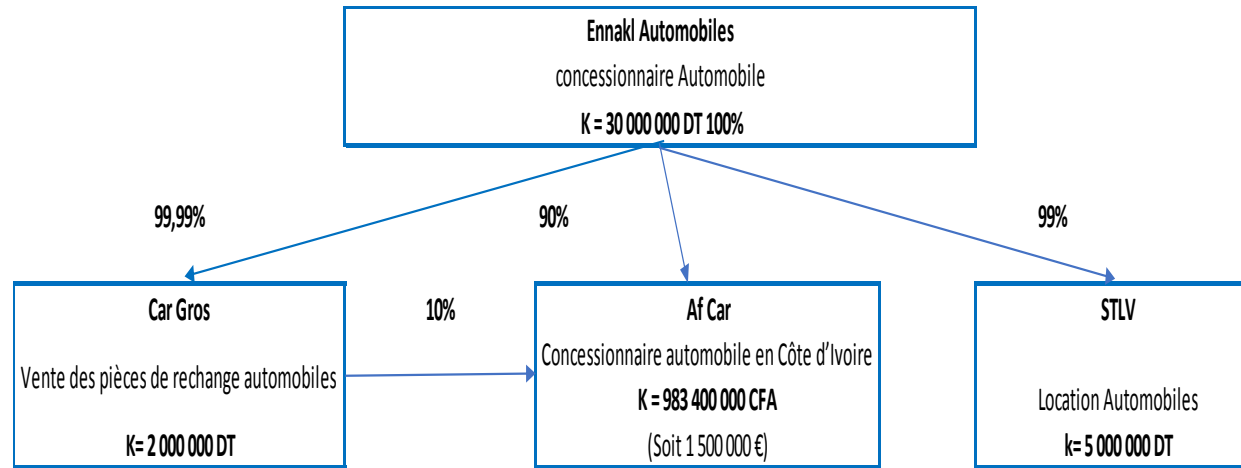 Ennakl Automobiles
concessionnaire Automobile
K = 30 000 000 DT 100%
99,99%
90%
99%
Car Gros
Vente des pièces de rechange automobiles
K= 2 000 000 DT
10%
Af Car
Concessionnaire automobile en Côte d’Ivoire
K = 983 400 000 CFA
(Soit 1 500 000 €)
STLV
Location Automobiles
k= 5 000 000 DT